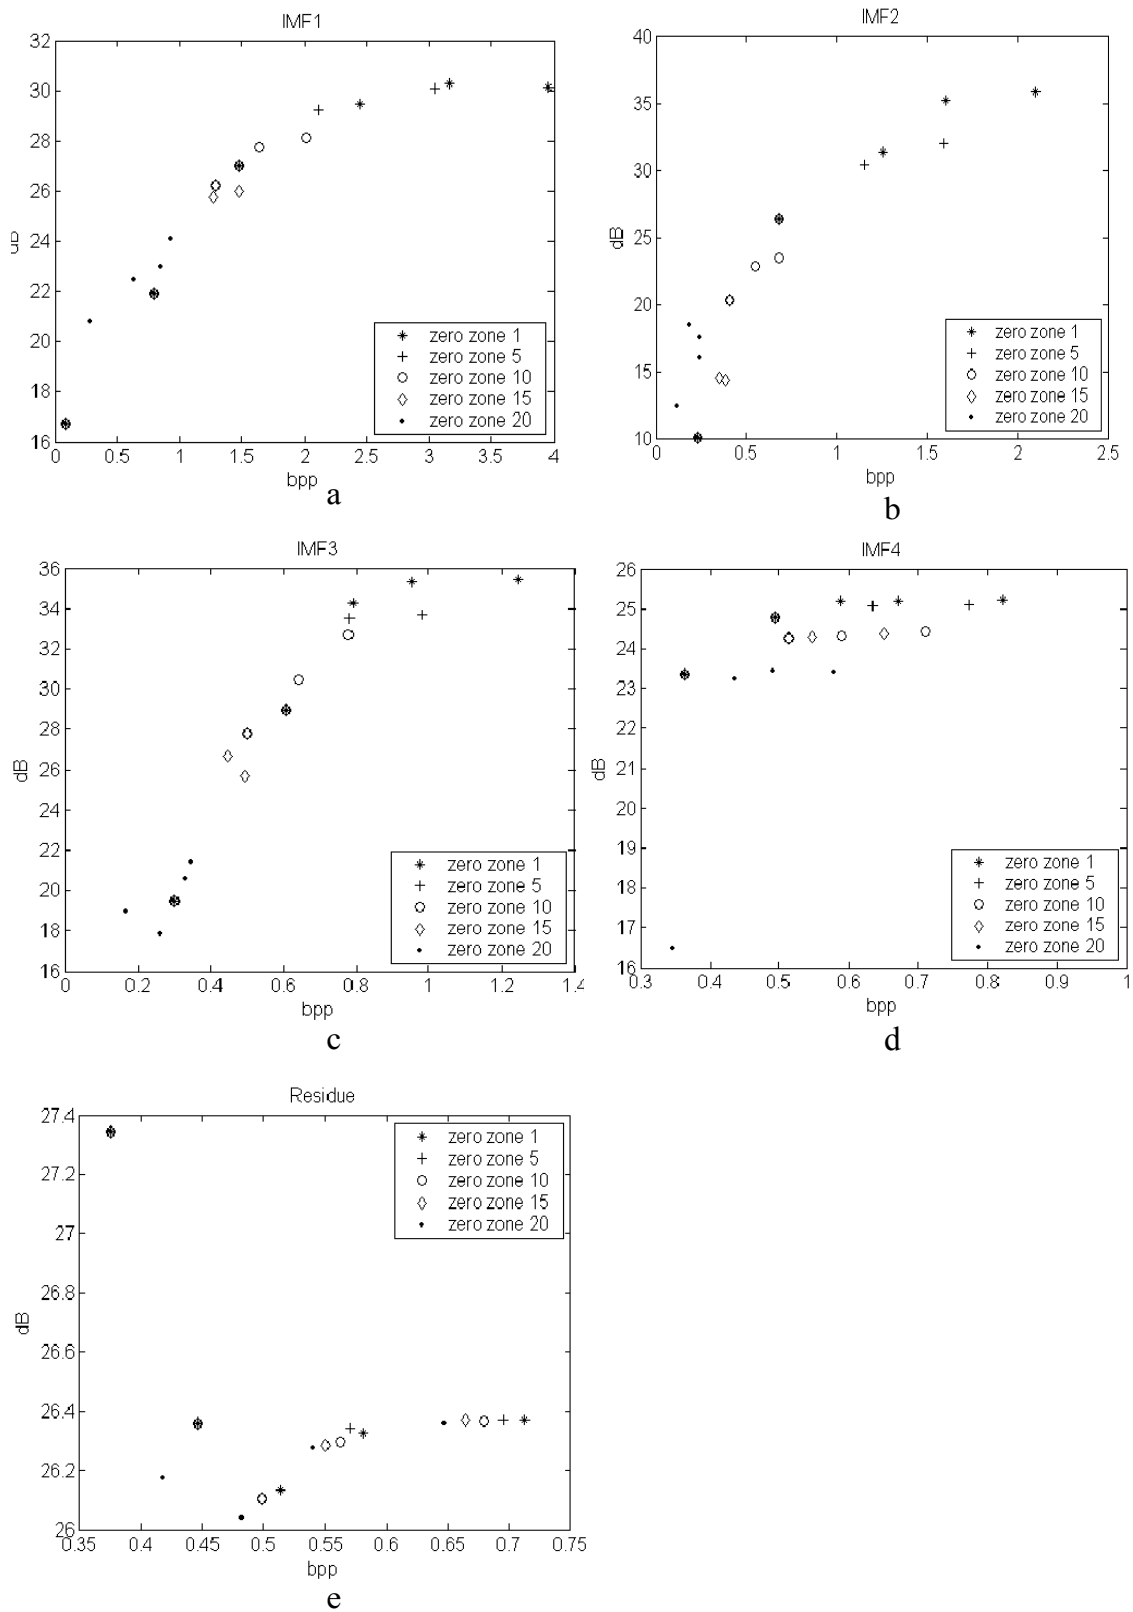 IMF1
32
30
28
26
24
22
20
18
16
dB
0
0.5
1
1.5
2
2.5
3
3.5
4
bpp
zero zone 1
zero zone 5
zero zone 10
zero zone 15
zero zone 20
a
IMF2
40
35
30
25
20
15
10
dB
0
0.5
1
1.5
2
2.5
bpp
zero zone 1
zero zone 5
zero zone 10
zero zone 15
zero zone 20
b
IMF3
36
34
32
30
28
26
24
22
20
18
16
dB
0
0.2
0.4
0.6
0.8
1
1.2
1.4
bpp
zero zone 1
zero zone 5
zero zone 10
zero zone 15
zero zone 20
c
IMF4
26
25
24
23
22
21
20
19
18
17
16
dB
0.3
0.4
0.5
0.6
0.7
0.8
0.9
1
bpp
zero zone 1
zero zone 5
zero zone 10
zero zone 15
zero zone 20
d
Residue
27.4
27.2
27
26.8
26.6
26.4
26.2
26
dB
0.35
0.4
0.45
0.5
0.55
0.6
0.65
0.7
0.75
bpp
zero zone 1
zero zone 5
zero zone 10
zero zone 15
zero zone 20
e